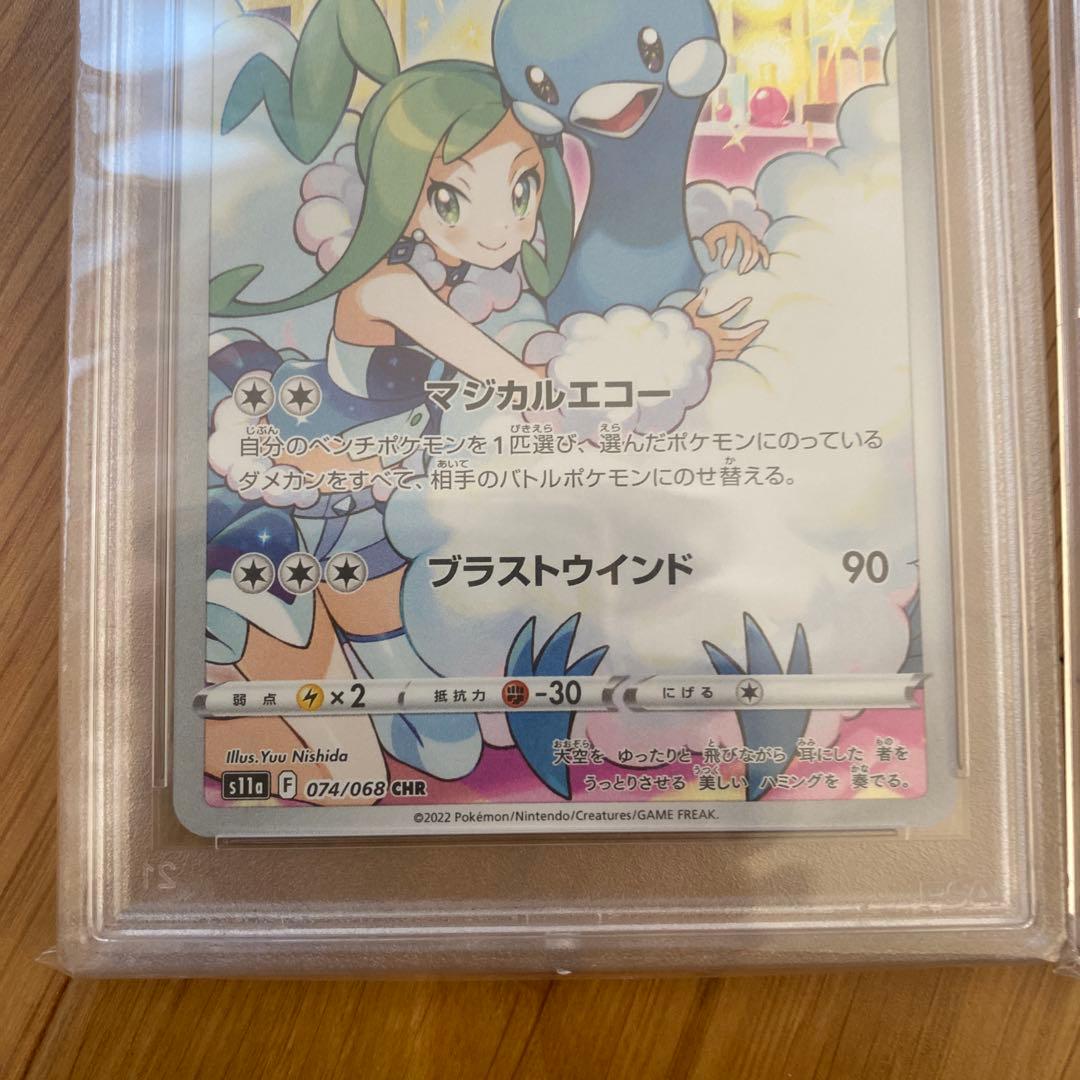 マジカルエコー
自分のベンチポケモンを1匹選び、選んだポケモンにのっている
ダメカンをすべて、相手のバトルポケモンにのせ替える。
ブラストウインド 90
弱点 ×2 抵抗力 -30 にげる
Illus. Yuu Nishida
大空を ゆったりと 飛びながら 耳にした 者を
うっとりさせる 美しい ハミングを 奏でる。
s11a F 074/068 CHR
©2022 Pokémon/Nintendo/Creatures/GAME FREAK.